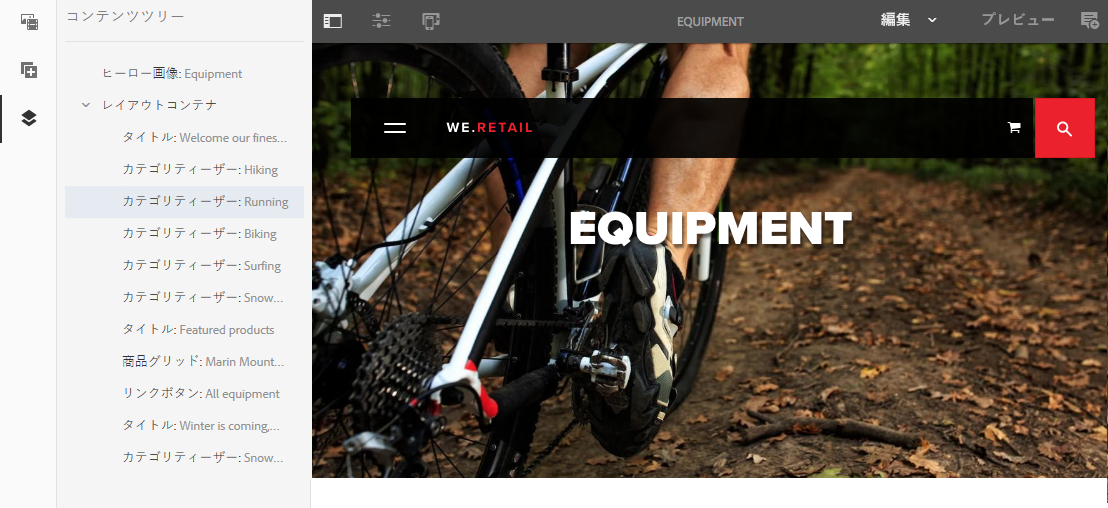 コンテンツツリー
ヒーロー画像: Equipment
レイアウトコンテナ
タイトル: Welcome our fines...
カテゴリティーザー: Hiking
カテゴリティーザー: Running
カテゴリティーザー: Biking
カテゴリティーザー: Surfing
カテゴリティーザー: Snow...
タイトル: Featured products
商品グリッド: Marin Mount...
リンクボタン: All equipment
タイトル: Winter is coming,...
カテゴリティーザー: Snow...
EQUIPMENT
編集
プレビュー
WE.RETAIL
EQUIPMENT